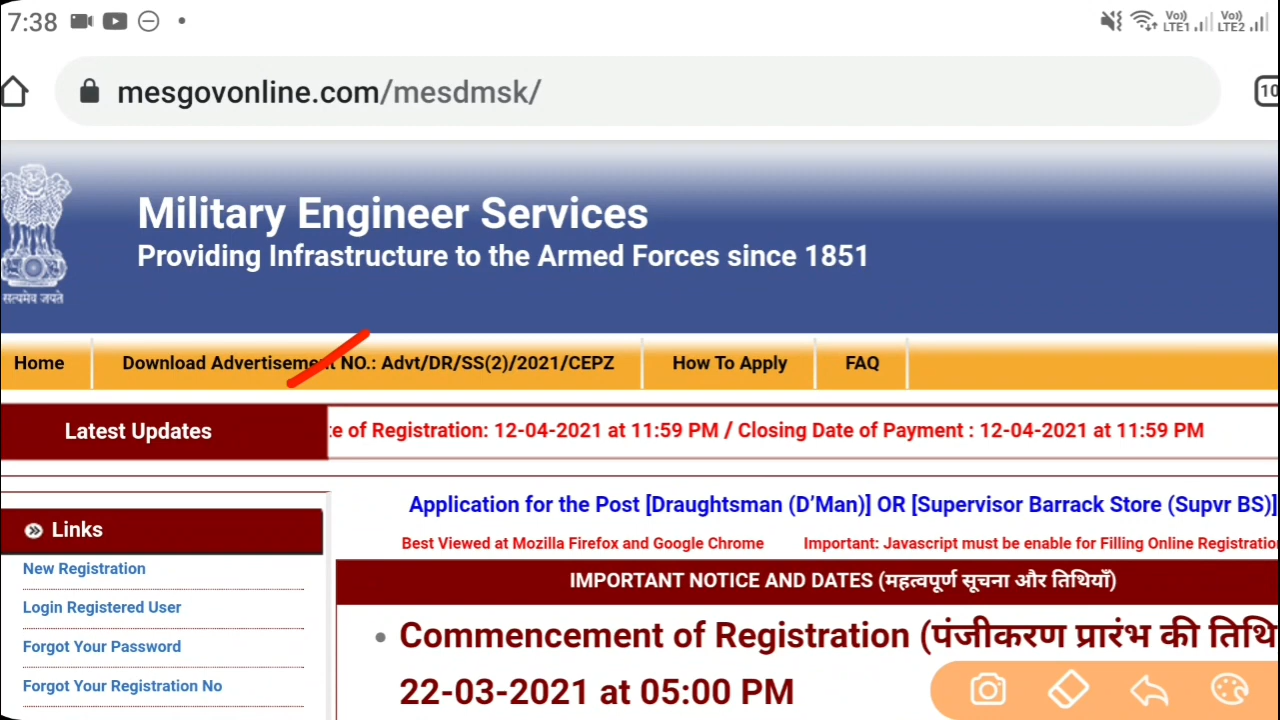 7:38
Vo)) LTE1 Vo)) LTE2
mesgovonline.com/mesdmsk/
10
Military Engineer Services
Providing Infrastructure to the Armed Forces since 1851
सत्यमेव जयते
Home Download Advertisement NO.: Advt/DR/SS(2)/2021/CEPZ How To Apply FAQ
Latest Updates
e of Registration: 12-04-2021 at 11:59 PM / Closing Date of Payment : 12-04-2021 at 11:59 PM
Application for the Post [Draughtsman (D'Man)] OR [Supervisor Barrack Store (Supvr BS)]
Best Viewed at Mozilla Firefox and Google Chrome Important: Javascript must be enable for Filling Online Registratio
Links
IMPORTANT NOTICE AND DATES (महत्वपूर्ण सूचना और तिथियाँ)
New Registration
Login Registered User
Forgot Your Password
Forgot Your Registration No
Commencement of Registration (पंजीकरण प्रारंभ की तिथि
22-03-2021 at 05:00 PM